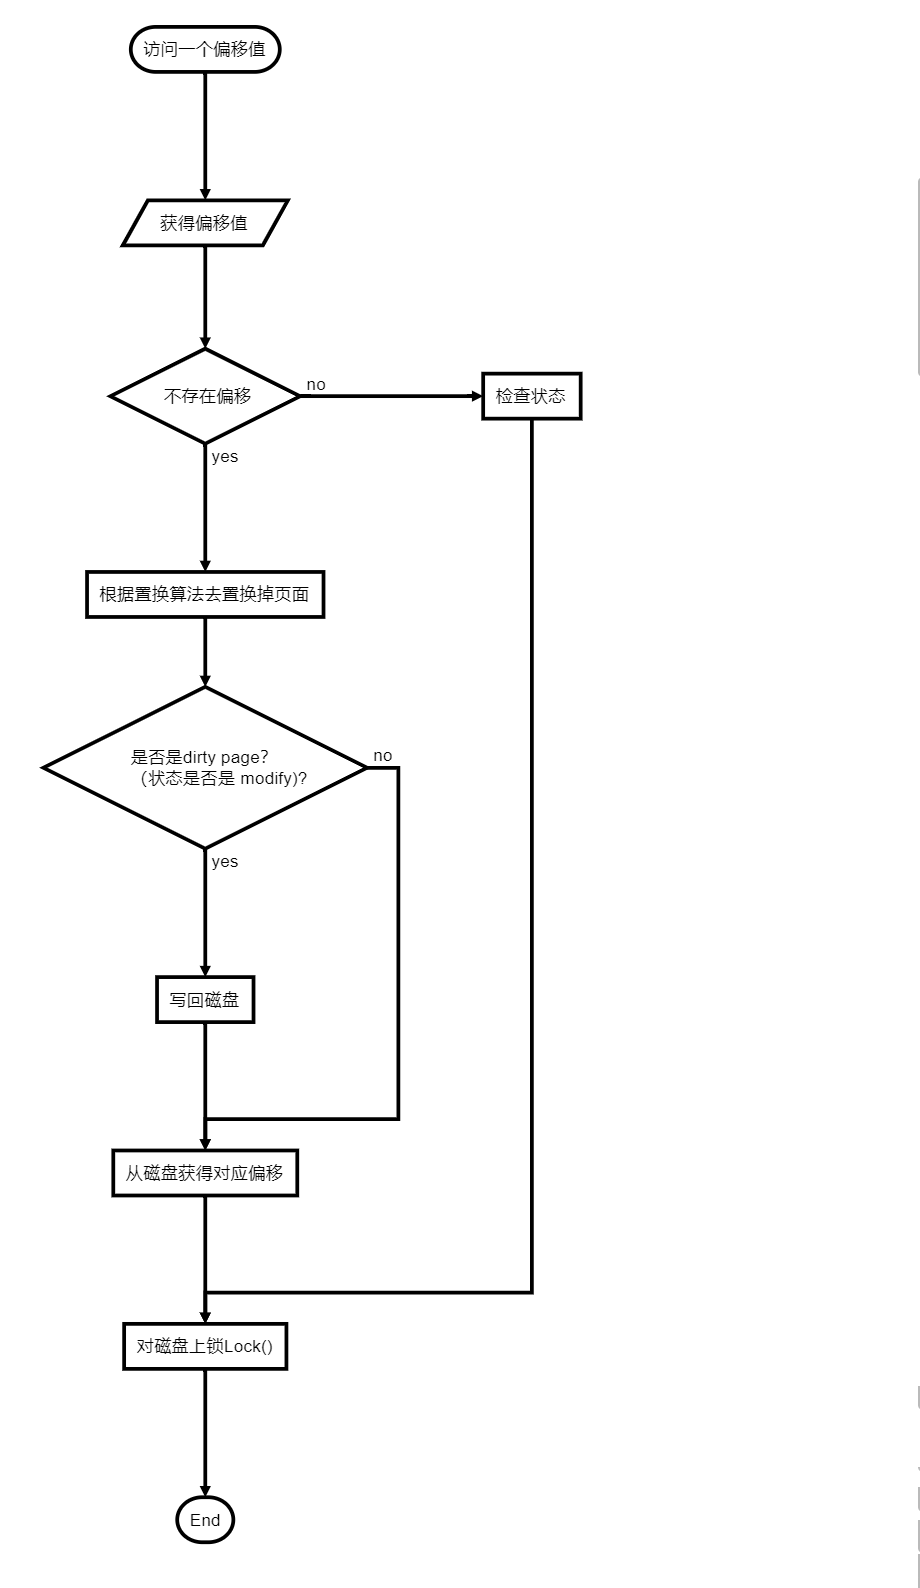 访问一个偏移值
获得偏移值
不存在偏移
no
检查状态
yes
根据置换算法去置换掉页面
是否是dirty page?
（状态是否是 modify)?
no
yes
写回磁盘
从磁盘获得对应偏移
对磁盘上锁Lock()
End